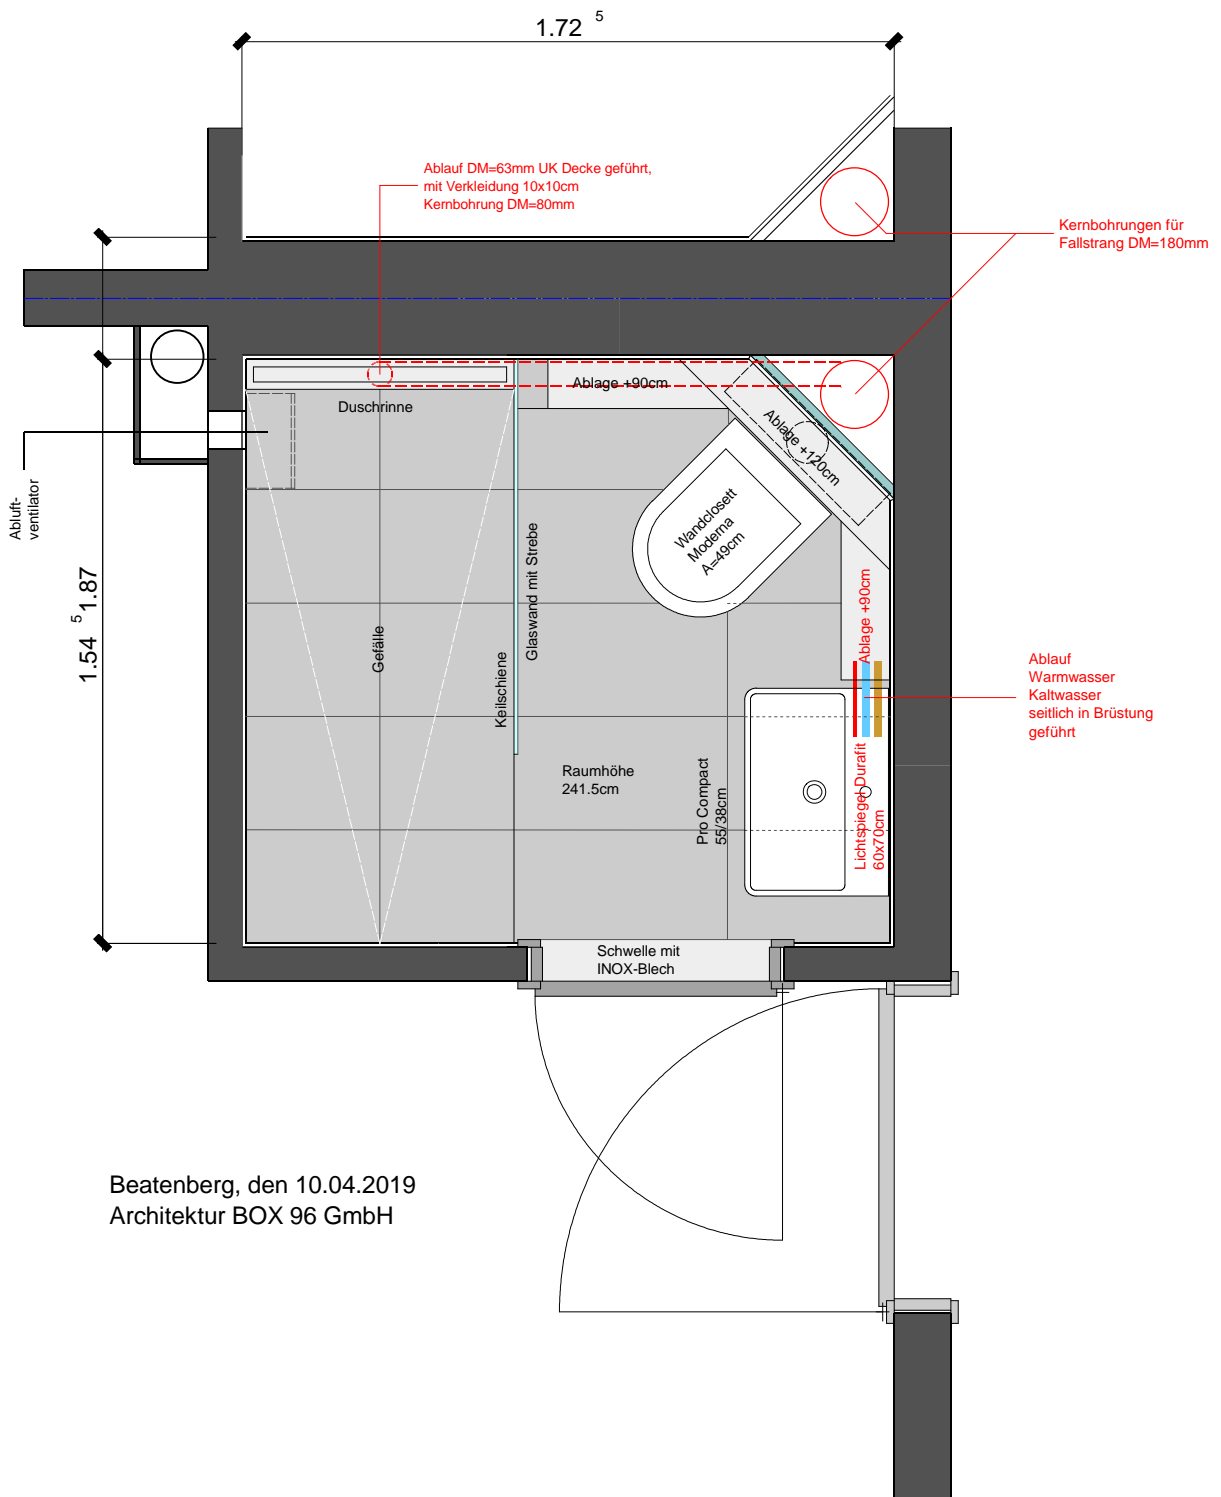 1.72 5
Ablauf DM=63mm UK Decke geführt,
mit Verkleidung 10x10cm
Kernbohrung DM=80mm
Kernbohrungen für
Fallstrang DM=180mm
Ablage +90cm
Duschrinne
Ablage +120cm
Abluft-
ventilator
Wandclosett
Moderna
A=49cm
Glaswand mit Strebe
1.54 5 1.87
Gefälle
Keilschiene
Ablage +90cm
Ablauf
Warmwasser
Kaltwasser
seitlich in Brüstung
geführt
Raumhöhe
241.5cm
Pro Compact
55/38cm
Lichtspiegel Durafit
60x70cm
Schwelle mit
INOX-Blech
Beatenberg, den 10.04.2019
Architektur BOX 96 GmbH